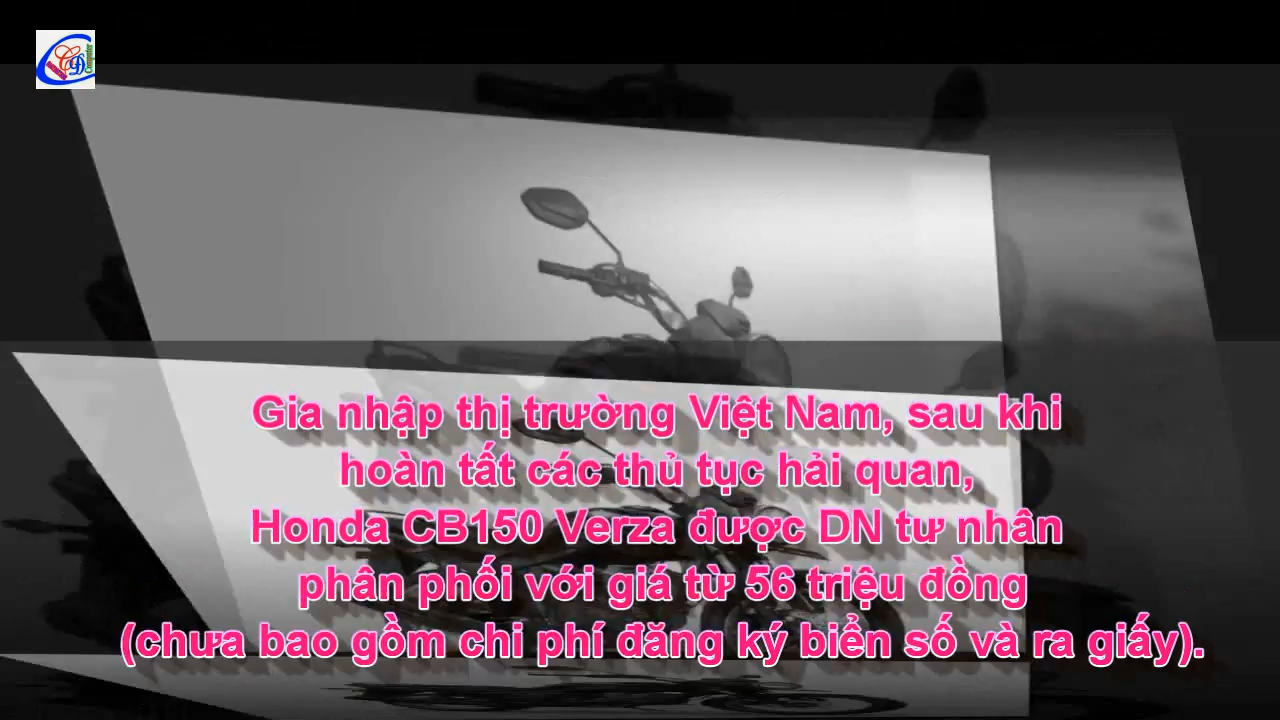 Gia nhập thị trường Việt Nam, sau khi
hoàn tất các thủ tục hải quan,
Honda CB150 Verza được DN tư nhân
phân phối với giá từ 56 triệu đồng
(chưa bao gồm chi phí đăng ký biển số và ra giấy).